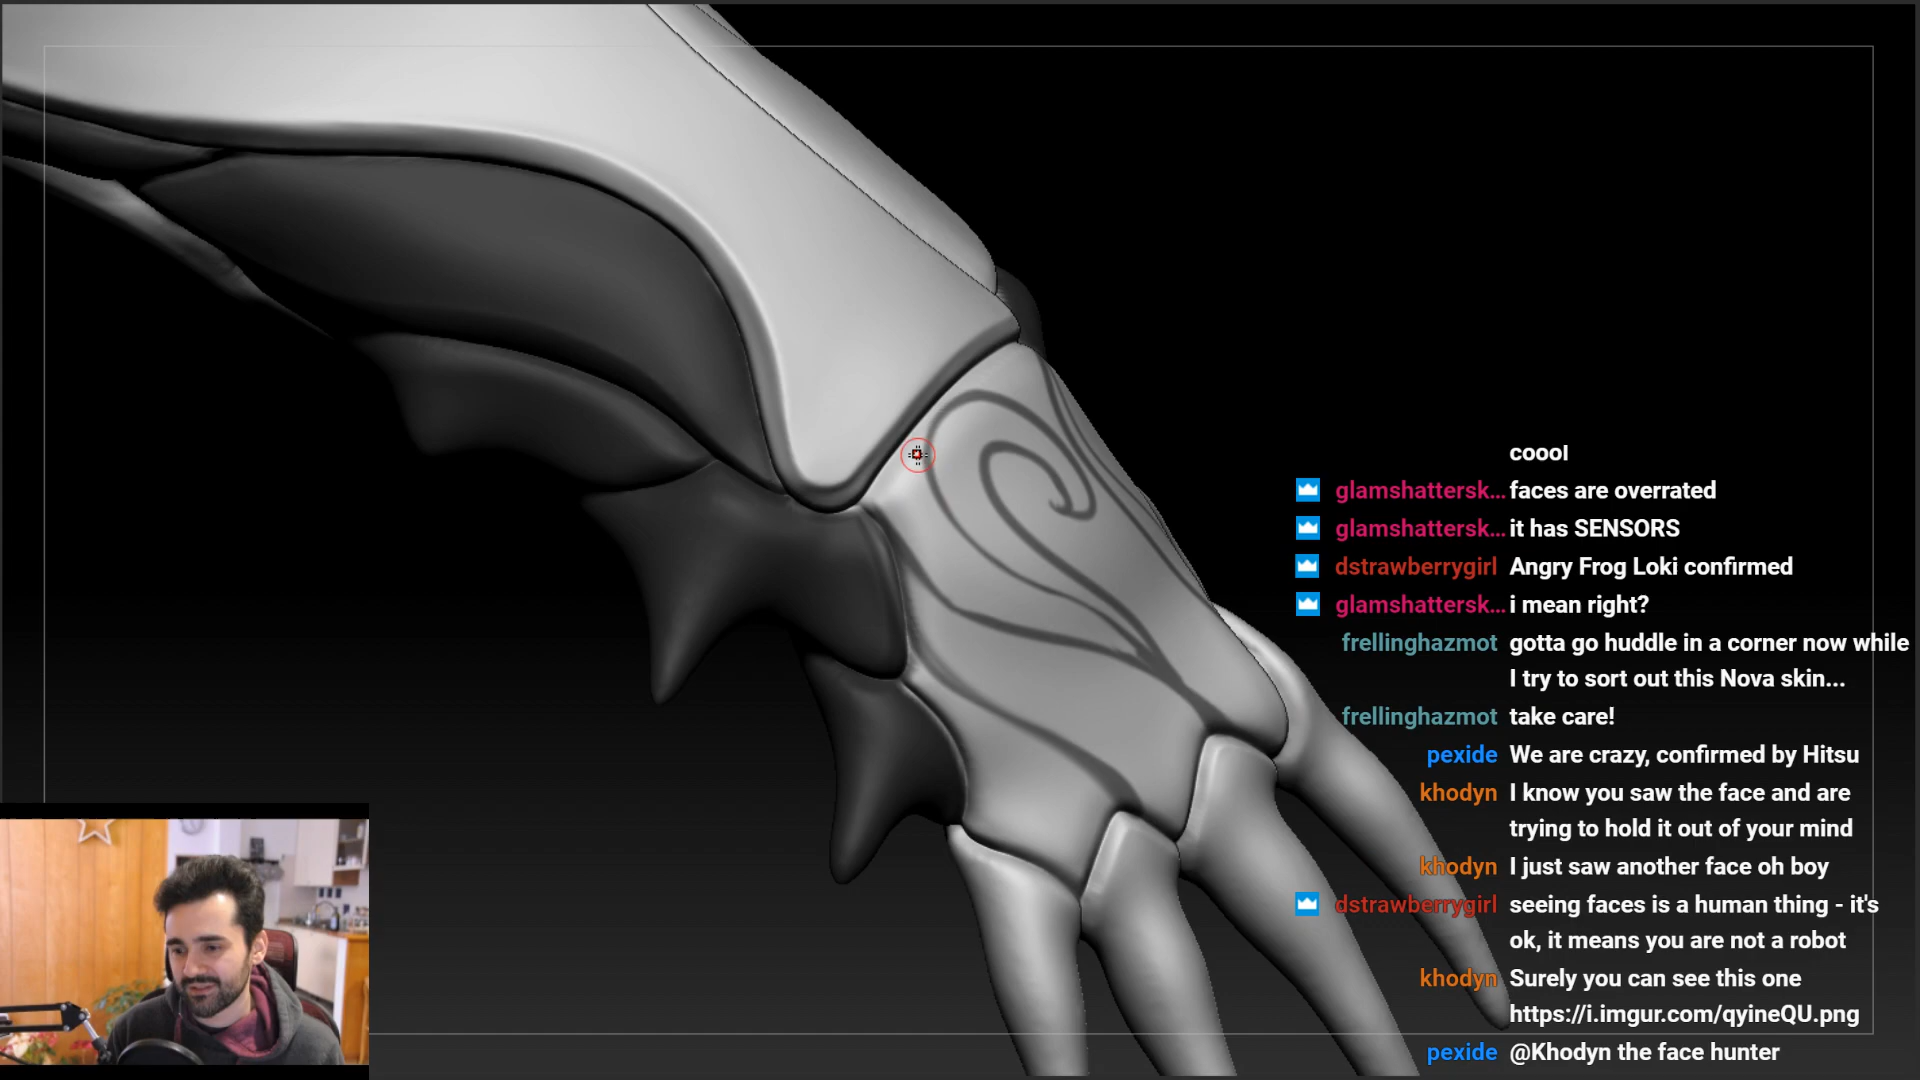 coool
glamshattersk... faces are overrated
glamshattersk... it has SENSORS
dstrawberrygirl Angry Frog Loki confirmed
glamshattersk... i mean right?
frellinghazmot gotta go huddle in a corner now while
I try to sort out this Nova skin...
frellinghazmot take care!
pexide We are crazy, confirmed by Hitsu
khodyn I know you saw the face and are
trying to hold it out of your mind
khodyn I just saw another face oh boy
dstrawberrygirl seeing faces is a human thing - it's
ok, it means you are not a robot
khodyn Surely you can see this one
https://i.imgur.com/qyineQU.png
pexide @Khodyn the face hunter